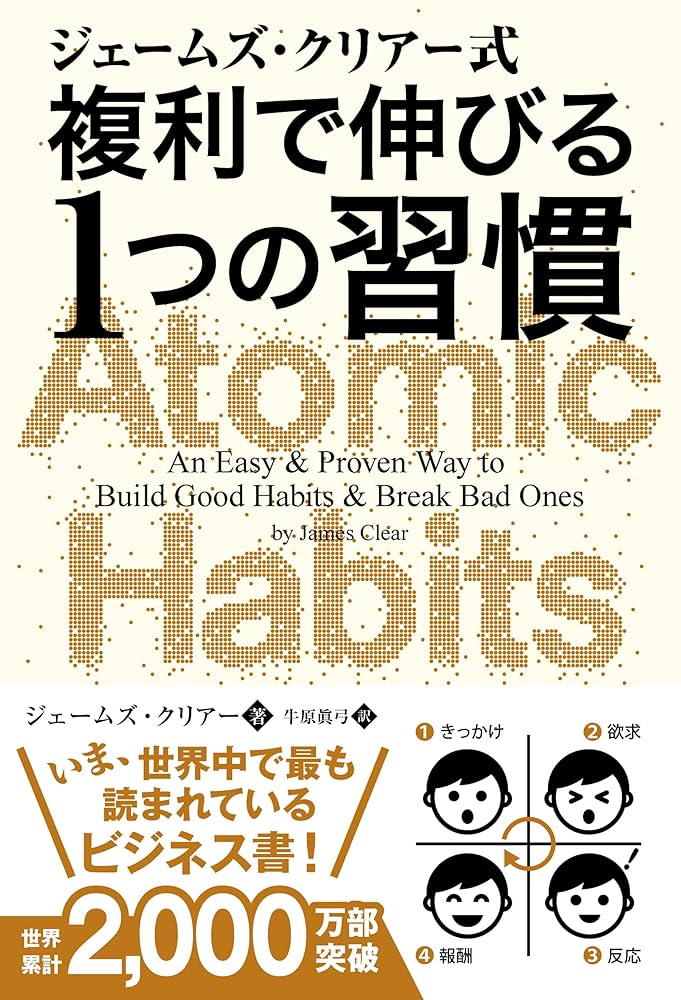 ジェームズ・クリアー式
複利で伸びる
1つの習慣
Atomic
An Easy & Proven Way to
Build Good Habits & Break Bad Ones
by James Clear
Habits
ジェームズ・クリアー 著 牛原眞弓 訳
いま、世界中で最も
読まれている
ビジネス書!
世界
累計
2,000
万部
突破
1 きっかけ
2 欲求
!
4 報酬
3 反応